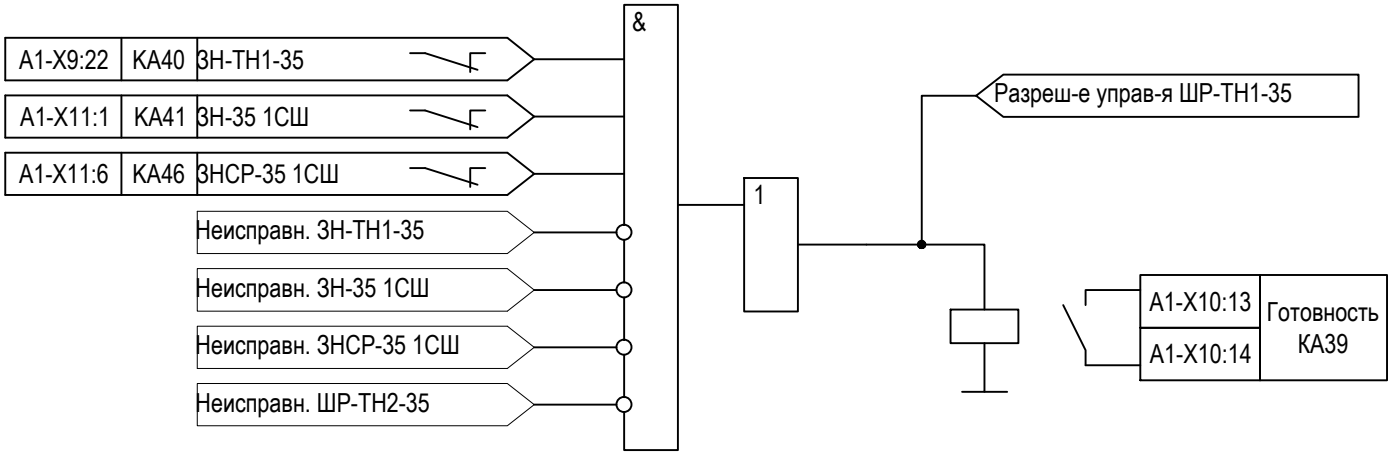 &
A1-X9:22 KA40 ЗН-ТН1-35
A1-X11:1 KA41 ЗН-35 1СШ
A1-X11:6 KA46 ЗНСР-35 1СШ
Неисправн. ЗН-ТН1-35
Неисправн. ЗН-35 1СШ
Неисправн. ЗНСР-35 1СШ
Неисправн. ШР-ТН2-35
1
Разреш-е управ-я ШР-ТН1-35
A1-X10:13
A1-X10:14
Готовность
КА39